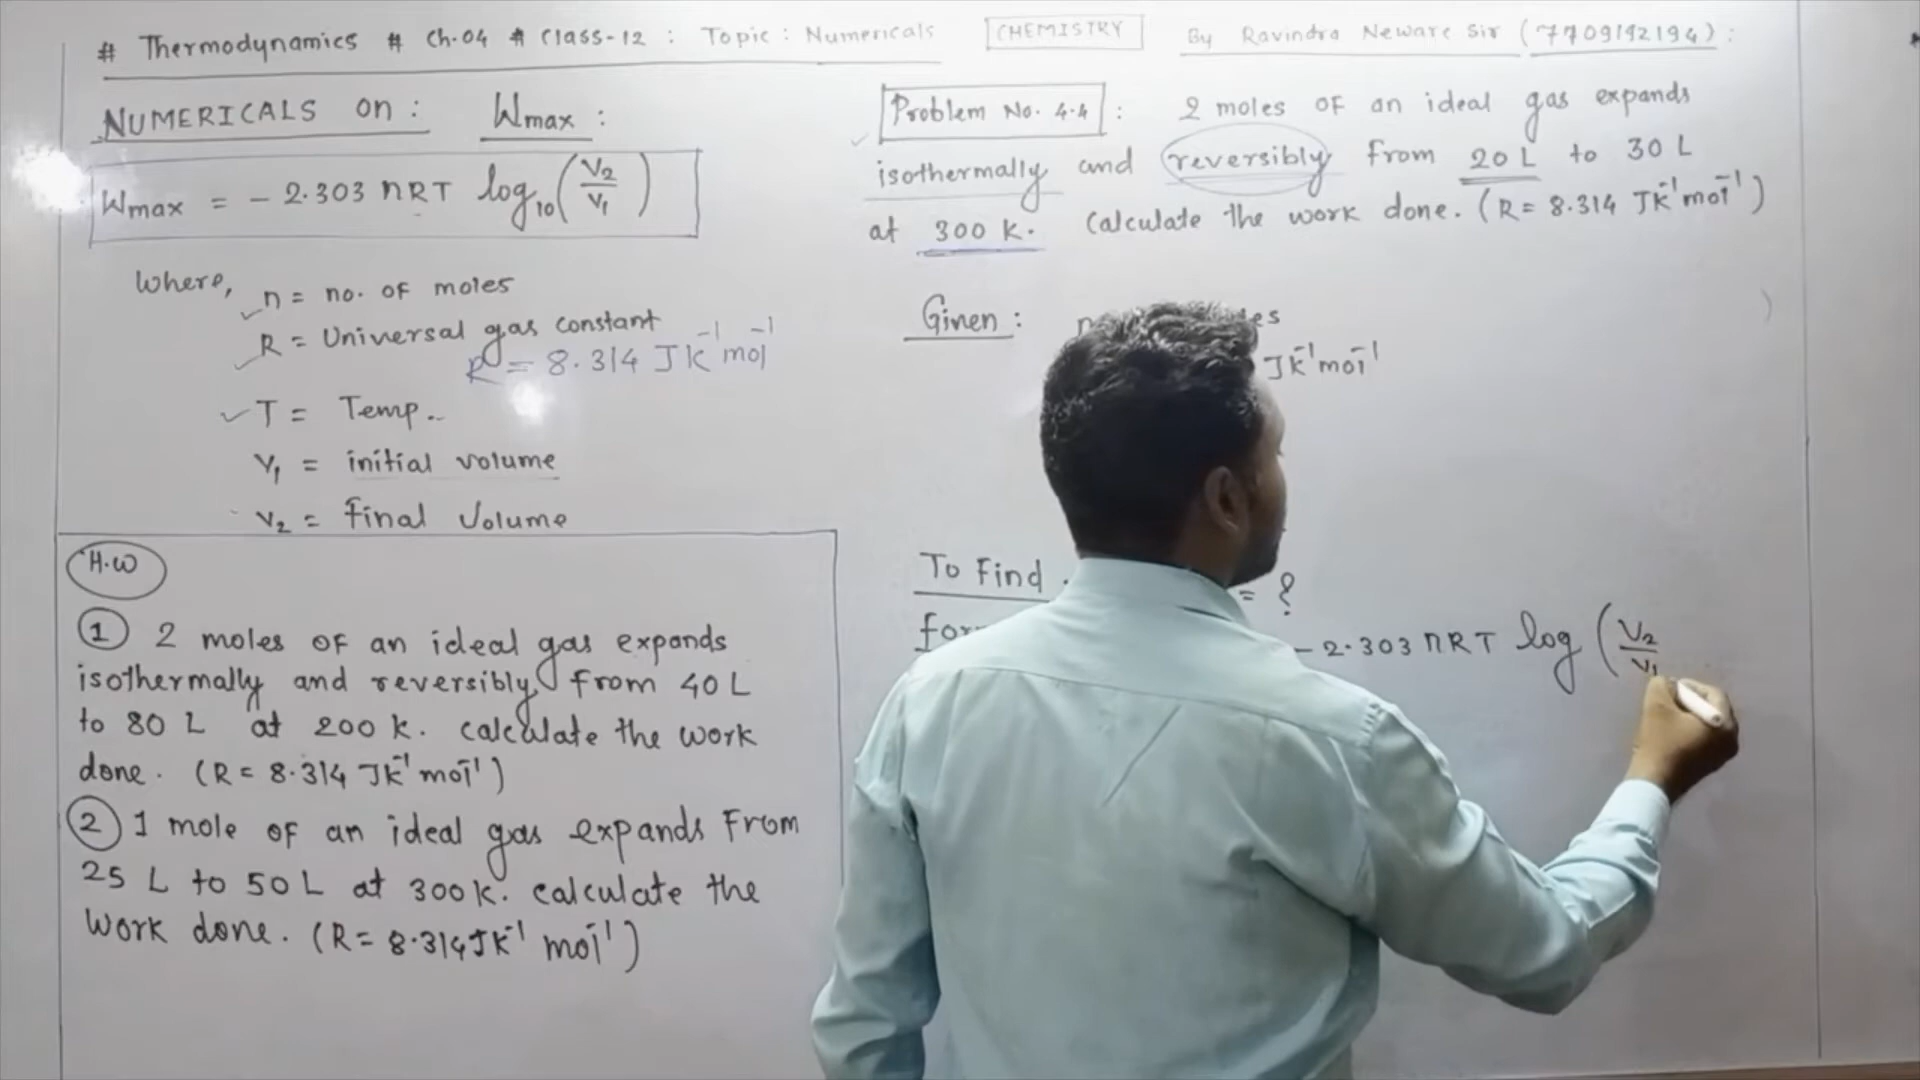 # Thermodynamics # Ch.04 # Class-12 : Topic : Numericals CHEMISTRY By Ravindra Neware Sir (7709192194) :
NUMERICALS on : Wmax :
Wmax = - 2.303 nRT log10 (V2/V1)
Where, n = no. of moles
R = Universal gas constant
R = 8.314 JK-1 mol-1
T = Temp..
V1 = initial volume
V2 = final volume
H.W
1 2 moles of an ideal gas expands
isothermally and reversibly from 40 L
to 80 L at 200 K. calculate the work
done. (R = 8.314 JK-1 mol-1)
2 1 mole of an ideal gas expands From
25 L to 50 L at 300 K. calculate the
work done. (R = 8.314 JK-1 mol-1)
Problem No. 4.4 : 2 moles of an ideal gas expands
isothermally and reversibly from 20 L to 30 L
at 300 K. Calculate the work done. (R = 8.314 JK-1 mol-1)
Given :
JK-1 mol-1
To Find
= ?
- 2.303 nRT log (V2/V1